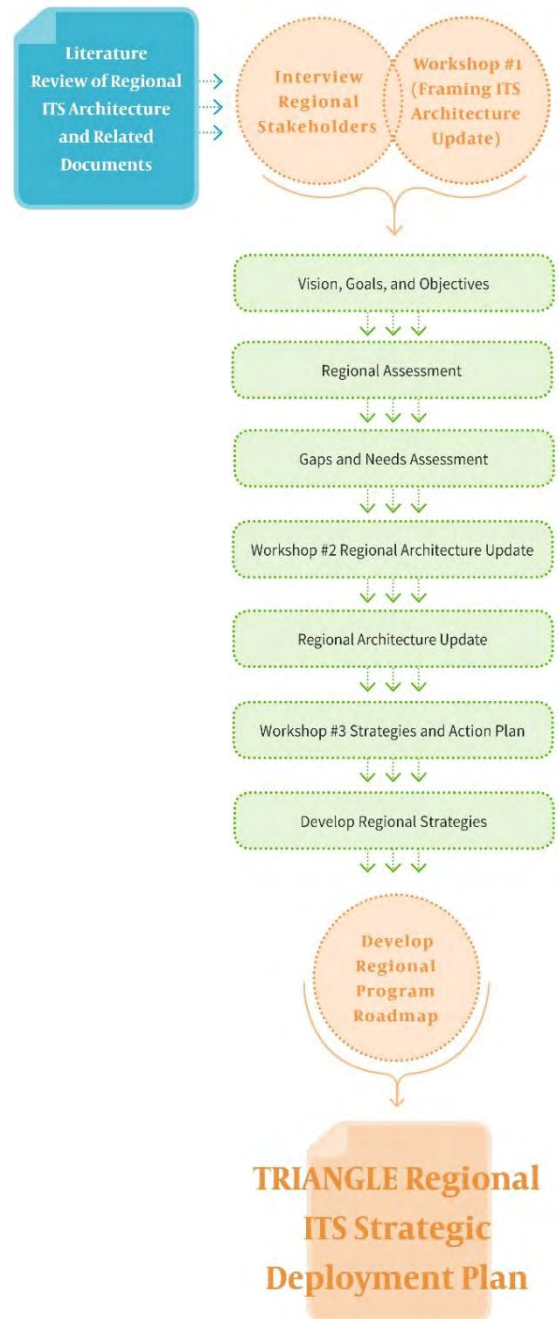 Literature
Review of Regional
ITS Architecture
and Related
Documents
Interview
Regional
Stakeholders
Workshop #1
(Framing ITS
Architecture
Update)
Vision, Goals, and Objectives
Regional Assessment
Gaps and Needs Assessment
Workshop #2 Regional Architecture Update
Regional Architecture Update
Workshop #3 Strategies and Action Plan
Develop Regional Strategies
Develop
Regional
Program
Roadmap
TRIANGLE Regional
ITS Strategic
Deployment Plan